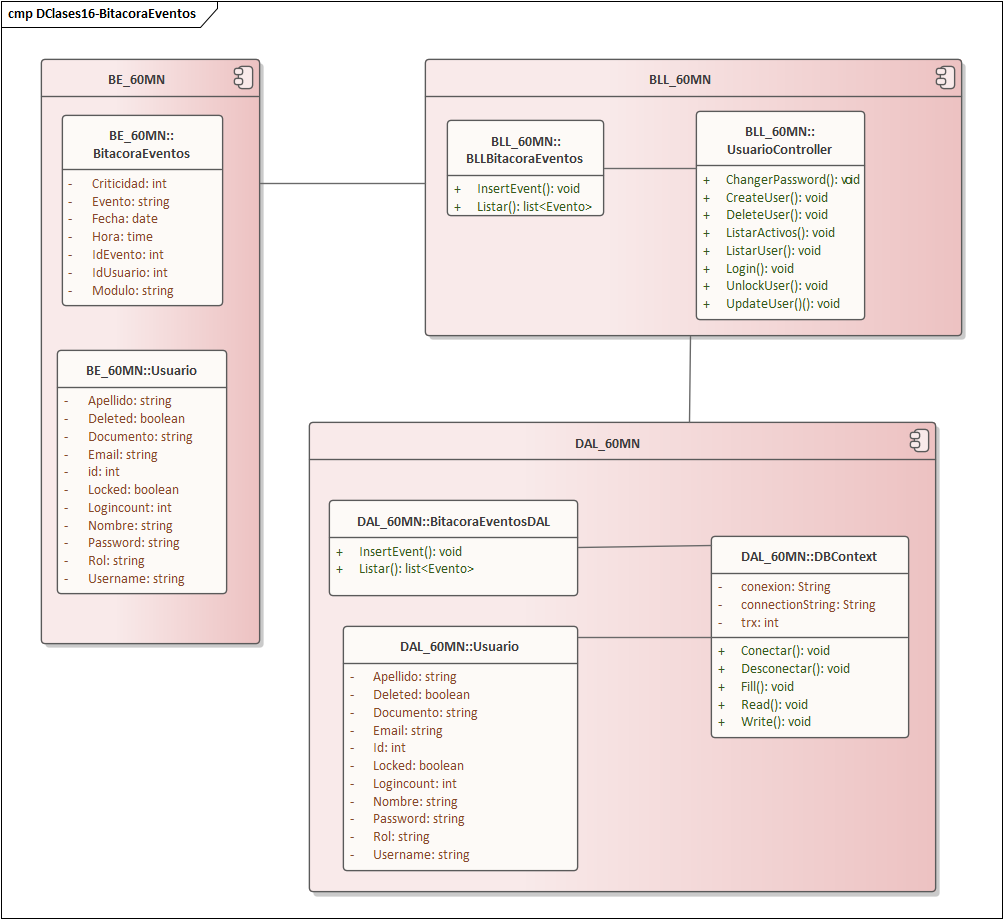 cmp DClases16-BitacoraEventos
BE_60MN
BE_60MN::
BitacoraEventos
- Criticidad: int
- Evento: string
- Fecha: date
- Hora: time
- IdEvento: int
- IdUsuario: int
- Modulo: string
BE_60MN::Usuario
- Apellido: string
- Deleted: boolean
- Documento: string
- Email: string
- id: int
- Locked: boolean
- Logincount: int
- Nombre: string
- Password: string
- Rol: string
- Username: string
BLL_60MN
BLL_60MN::
BLLBitacoraEventos
+ InsertEvent(): void
+ Listar(): list<Evento>
BLL_60MN::
UsuarioController
+ ChangerPassword(): void
+ CreateUser(): void
+ DeleteUser(): void
+ ListarActivos(): void
+ ListarUser(): void
+ Login(): void
+ UnlockUser(): void
+ UpdateUser()(): void
DAL_60MN
DAL_60MN::BitacoraEventosDAL
+ InsertEvent(): void
+ Listar(): list<Evento>
DAL_60MN::Usuario
- Apellido: string
- Deleted: boolean
- Documento: string
- Email: string
- Id: int
- Locked: boolean
- Logincount: int
- Nombre: string
- Password: string
- Rol: string
- Username: string
DAL_60MN::DBContext
- conexion: String
- connectionString: String
- trx: int
+ Conectar(): void
+ Desconectar(): void
+ Fill(): void
+ Read(): void
+ Write(): void